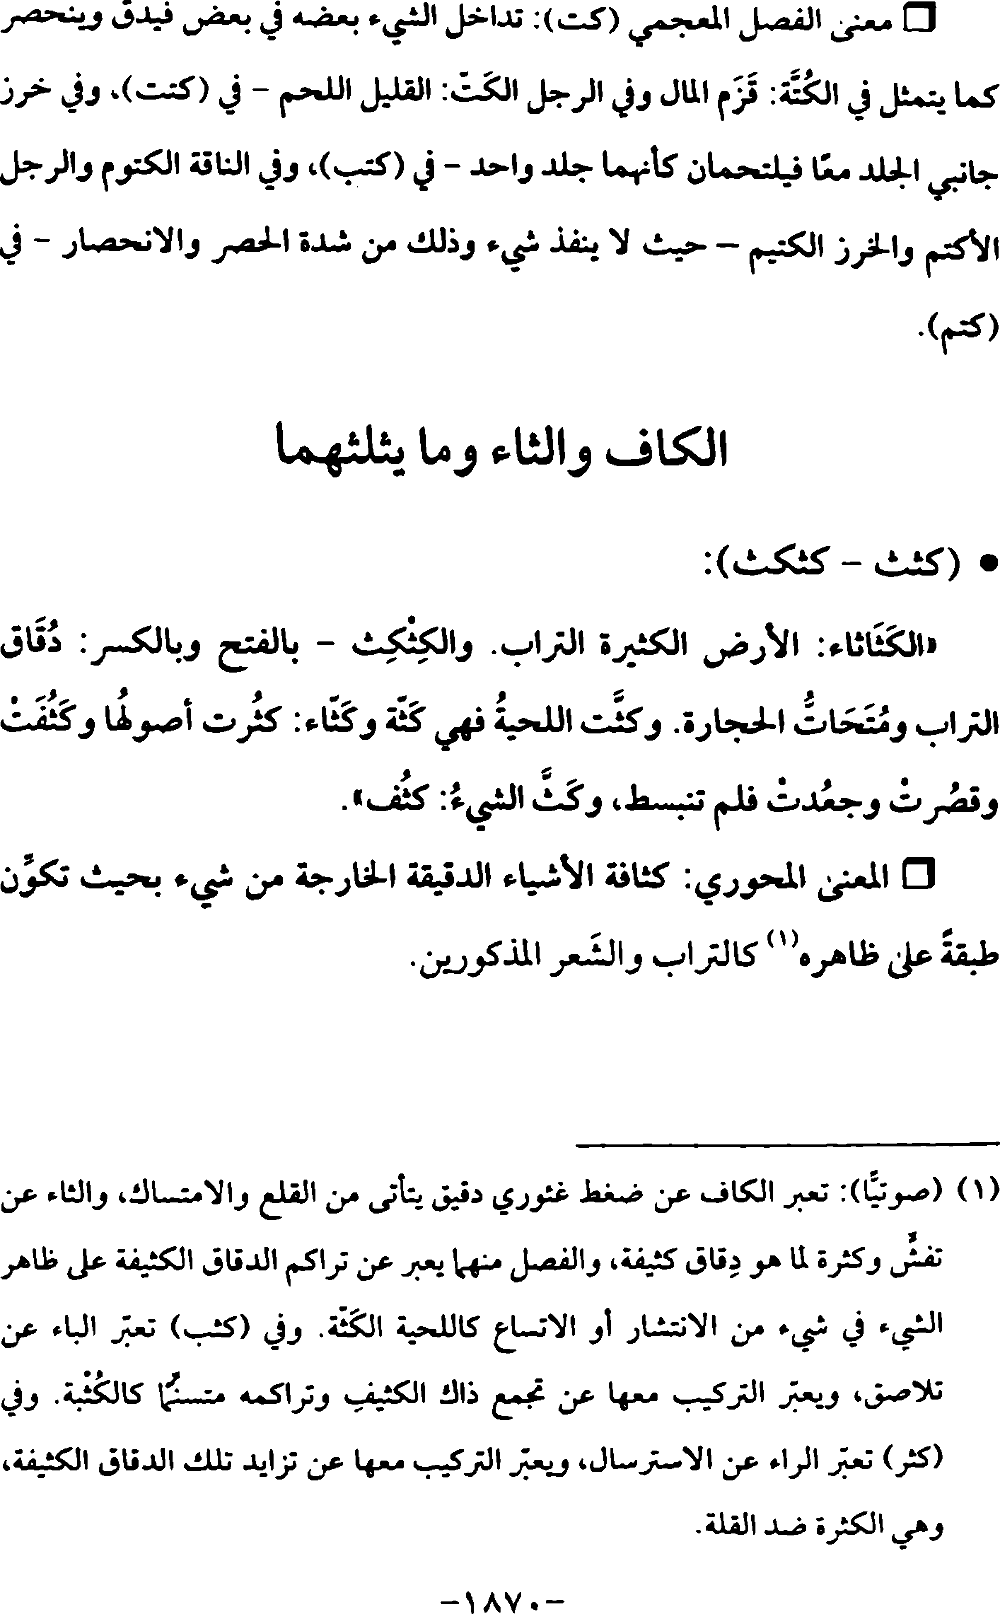 ❐ معنى الفصل المعجمي (كت): تداخل الشيء بعضه في بعض فيدق وينحصر
كما يتمثل في الكُتَّة: قَزَم المال وفي الرجل الكَتّ: القليل اللحم - في (كتت)، وفي خرز
جانبي الجلد معًا فيلتحمان كأنهما جلد واحد - في (كتب)، وفي الناقة الكتوم والرجل
الأكتم والخرز الكتيم – حيث لا ينفذ شيء وذلك من شدة الحصر والانحصار - في
(كتم).
الكاف والثاء وما يثلثهما
• (كثث - كثكث):
«الكَثَاثاء: الأرض الكثيرة التراب. والكِثْكِث - بالفتح وبالكسر: دُقَاق
التراب ومُتَحَاتُّ الحجارة. وكثَّت اللحيةُ فهي كَثّة وكَثّاء: كثُرت أصولُها وكَثُفَتْ
وقصُرتْ وجعُدتْ فلم تنبسط، وكَثَّ الشيءُ: كثُف».
❐ المعنى المحوري: كثافة الأشياء الدقيقة الخارجة من شيء بحيث تكوِّن
طبقةً على ظاهره(١) كالتراب والشَعر المذكورين.
(١) (صوتيًّا): تعبر الكاف عن ضغط غئوري دقيق يتأتى من القلع والامتساك، والثاء عن
تفشٍّ وكثرة لما هو دِقاق كثيفة، والفصل منهما يعبر عن تراكم الدقاق الكثيفة على ظاهر
الشيء في شيء من الانتشار أو الاتساع كاللحية الكَثّة. وفي (كثب) تعبّر الباء عن
تلاصق، ويعبّر التركيب معها عن تجمع ذاك الكثيفِ وتراكمه متسنّمًا كالكُثْبة. وفي
(كثر) تعبّر الراء عن الاسترسال، ويعبّر التركيب معها عن تزايد تلك الدقاق الكثيفة،
وهي الكثرة ضد القلة.
-١٨٧٠-